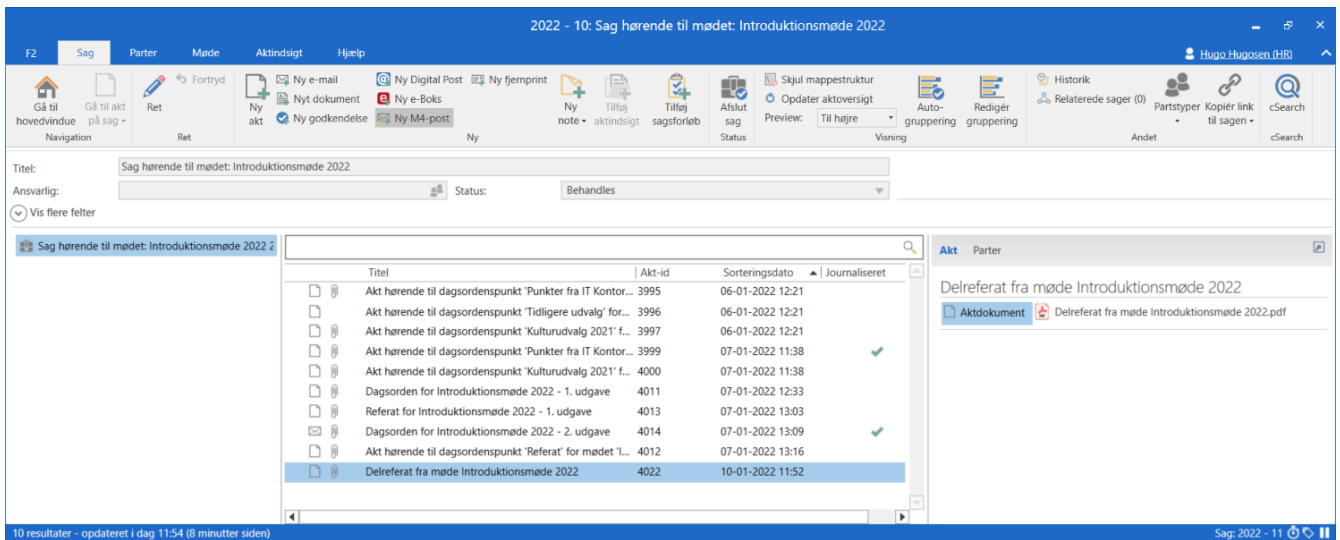 2022 - 10: Sag hørende til mødet: Introduktionsmøde 2022
F2 Sag Parter Møde Aktindsigt Hjælp Hugo Hugosen (HR)
Gå til hovedvindue
Gå til akt på sag
Navigation
Ret
Fortryd
Ret
Ny akt
Ny e-mail
Nyt dokument
Ny godkendelse
Ny Digital Post
Ny e-Boks
Ny M4-post
Ny fjernprint
Ny note
Tilføj aktindsigt
Tilføj sagsforløb
Ny
Afslut sag
Status
Skjul mappestruktur
Opdater aktoversigt
Preview: Til højre
Auto-gruppering
Redigér gruppering
Visning
Historik
Relaterede sager (0)
Partstyper
Kopiér link til sagen
Andet
cSearch
cSearch
Titel: Sag hørende til mødet: Introduktionsmøde 2022
Ansvarlig: Status: Behandles
Vis flere felter
Sag hørende til mødet: Introduktionsmøde 2022 2
Titel Akt-id Sorteringsdato Journaliseret
Akt hørende til dagsordenspunkt 'Punkter fra IT Kontor... 3995 06-01-2022 12:21
Akt hørende til dagsordenspunkt 'Tidligere udvalg' for... 3996 06-01-2022 12:21
Akt hørende til dagsordenspunkt 'Kulturudvalg 2021' f... 3997 06-01-2022 12:21
Akt hørende til dagsordenspunkt 'Punkter fra IT Kontor... 3999 07-01-2022 11:38
Akt hørende til dagsordenspunkt 'Kulturudvalg 2021' f... 4000 07-01-2022 11:38
Dagsorden for Introduktionsmøde 2022 - 1. udgave 4011 07-01-2022 12:33
Referat for Introduktionsmøde 2022 - 1. udgave 4013 07-01-2022 13:03
Dagsorden for Introduktionsmøde 2022 - 2. udgave 4014 07-01-2022 13:09
Akt hørende til dagsordenspunkt 'Referat' for mødet 'I... 4012 07-01-2022 13:16
Delreferat fra møde Introduktionsmøde 2022 4022 10-01-2022 11:52
Akt Parter
Delreferat fra møde Introduktionsmøde 2022
Aktdokument Delreferat fra møde Introduktionsmøde 2022.pdf
10 resultater - opdateret i dag 11:54 (8 minutter siden) Sag: 2022 - 11